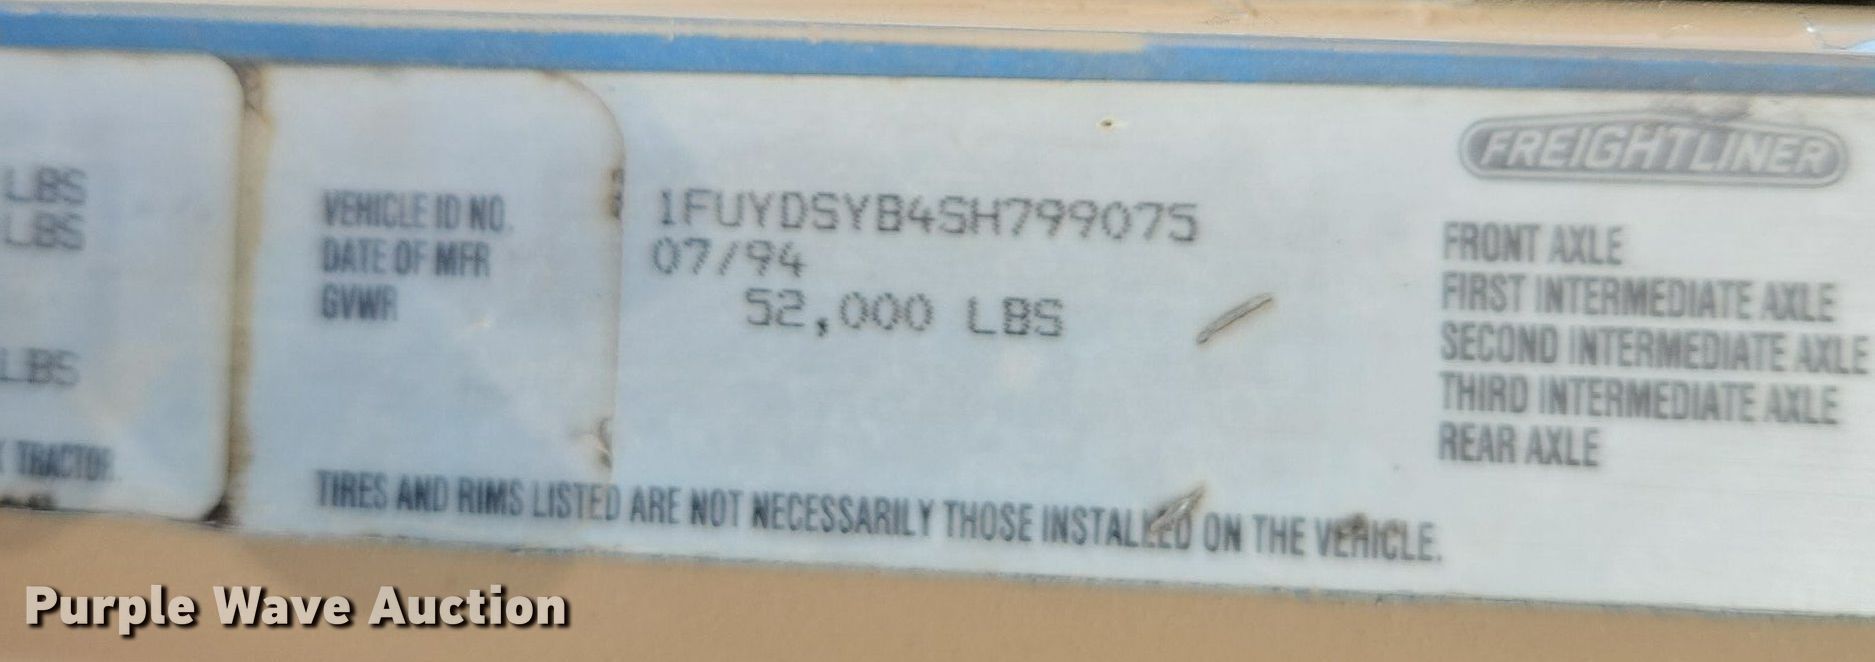 LBS
LBS
LBS
TRACTOR.
VEHICLE ID NO. 1FUYDSYB4SH799075
DATE OF MFR 07/94
GVWR 52,000 LBS
TIRES AND RIMS LISTED ARE NOT NECESSARILY THOSE INSTALLED ON THE VEHICLE.
FREIGHTLINER
FRONT AXLE
FIRST INTERMEDIATE AXLE
SECOND INTERMEDIATE AXLE
THIRD INTERMEDIATE AXLE
REAR AXLE
Purple Wave Auction